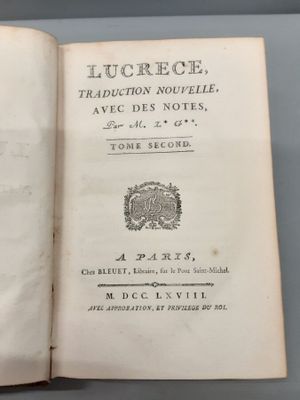 LUCRECE,
TRADUCTION NOUVELLE,
AVEC DES NOTES,
Par M. L* G**.
TOME SECOND.
A PARIS,
Chez BLEUET, Libraire, sur le Pont Saint-Michel.
M. DCC. LXVIII.
AVEC APPROBATION, ET PRIVILEGE DU ROI.